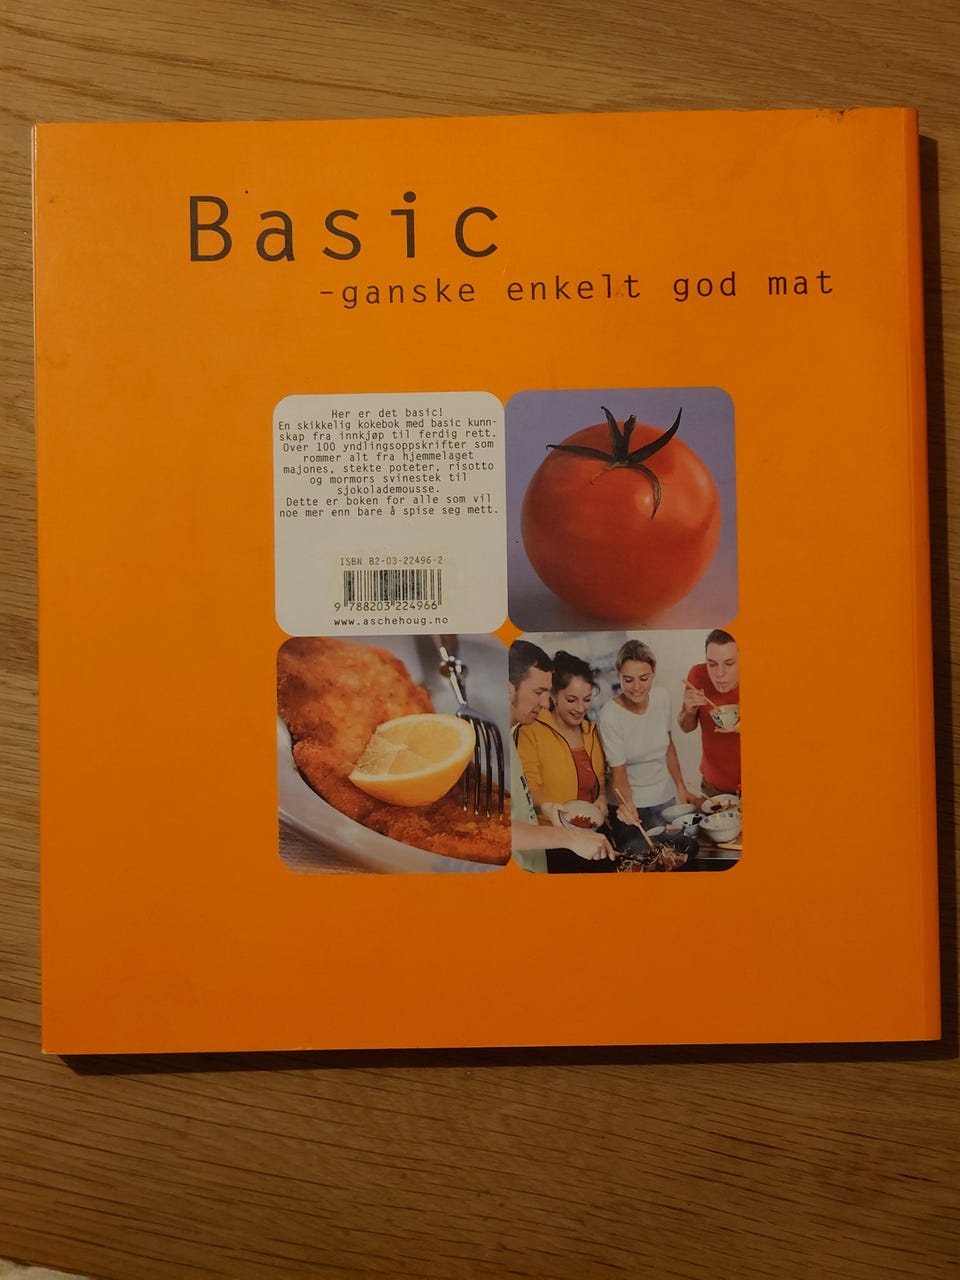 Basic
-ganske enkelt god mat
Her er det basic!
En skikkelig kokebok med basic kunn-
skap fra innkjøp til ferdig rett.
Over 100 yndlingsoppskrifter som
rommer alt fra hjemmelaget
majones, stekte poteter, risotto
og mormors svinestek til
sjokolademousse.
Dette er boken for alle som vil
noe mer enn bare å spise seg mett.
ISBN 82-03-22496-2
9 788203 224966
www.aschehoug.no